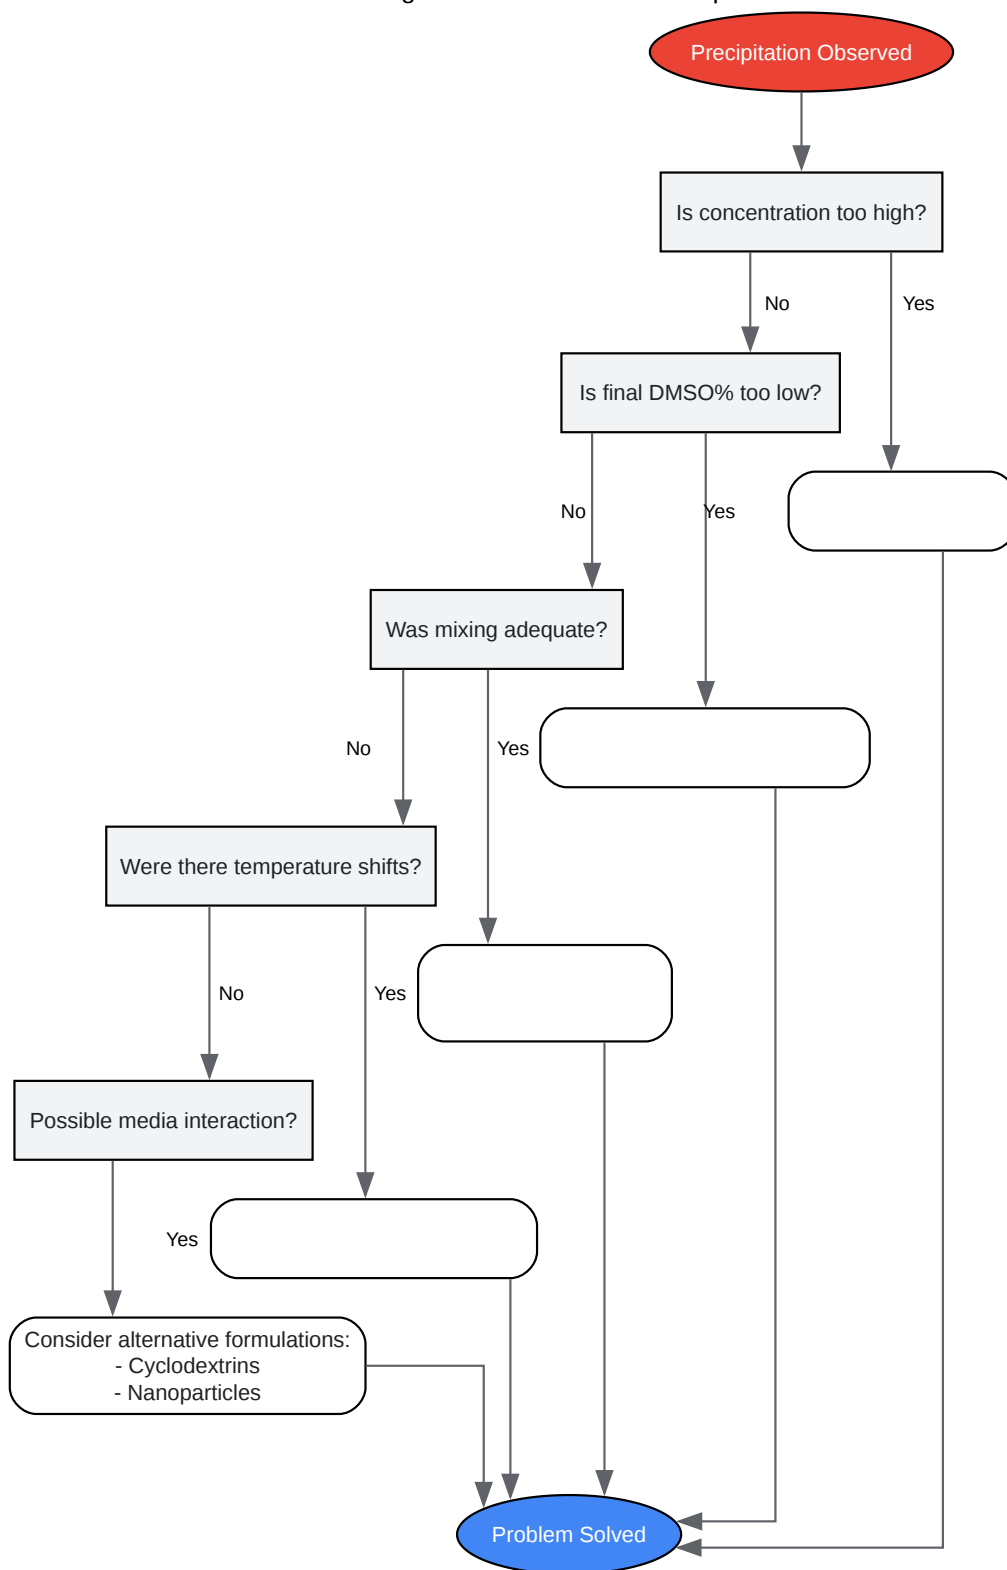 Precipitation Observed
Is concentration too high?
No
Yes
Is final DMSO% too low?
No
Yes
Was mixing adequate?
No
Yes
Were there temperature shifts?
No
Yes
Possible media interaction?
Yes
Consider alternative formulations:
- Cyclodextrins
- Nanoparticles
Problem Solved